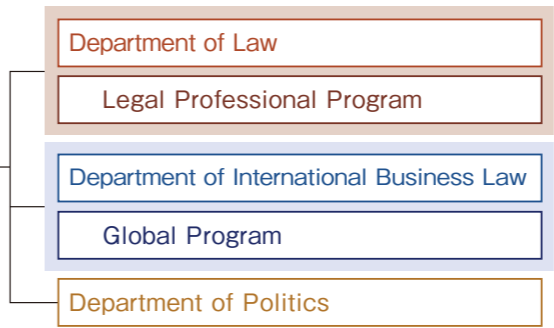 Department of Law
Legal Professional Program
Department of International Business Law
Global Program
Department of Politics